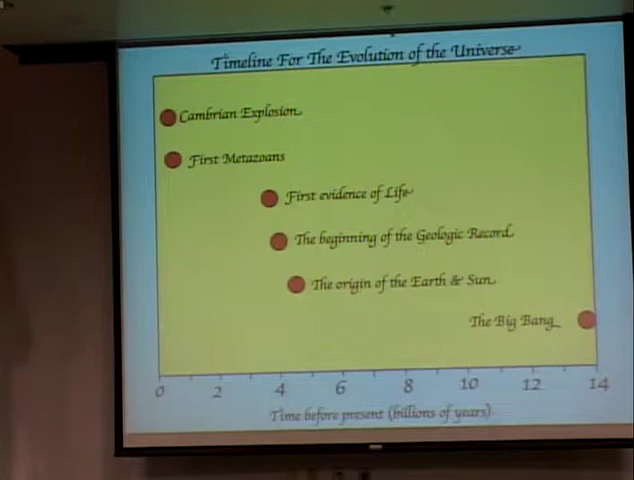 Timeline For The Evolution of the Universe
Cambrian Explosion
First Metazoans
First evidence of Life
The beginning of the Geologic Record
The origin of the Earth & Sun
The Big Bang
0 2 4 6 8 10 12 14
Time before present (billions of years)